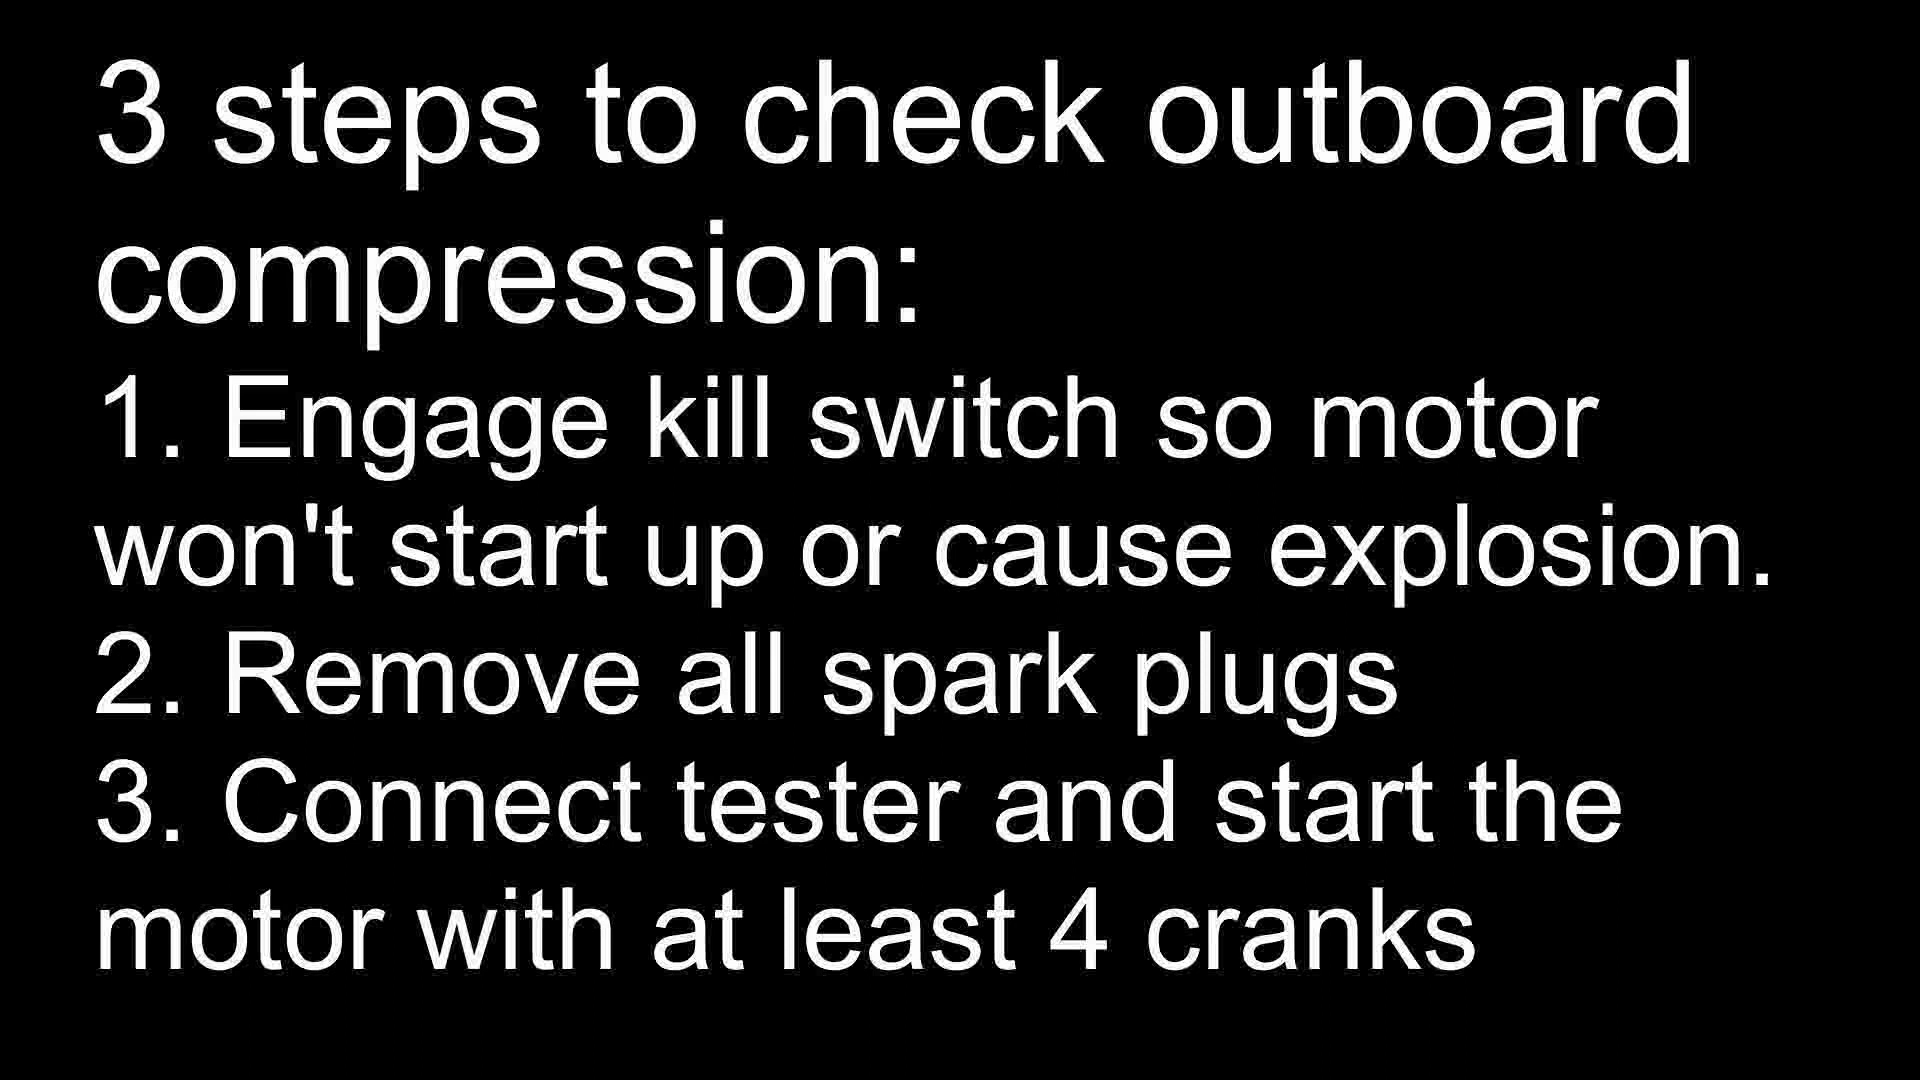 3 steps to check outboard
compression:
1. Engage kill switch so motor
won't start up or cause explosion.
2. Remove all spark plugs
3. Connect tester and start the
motor with at least 4 cranks